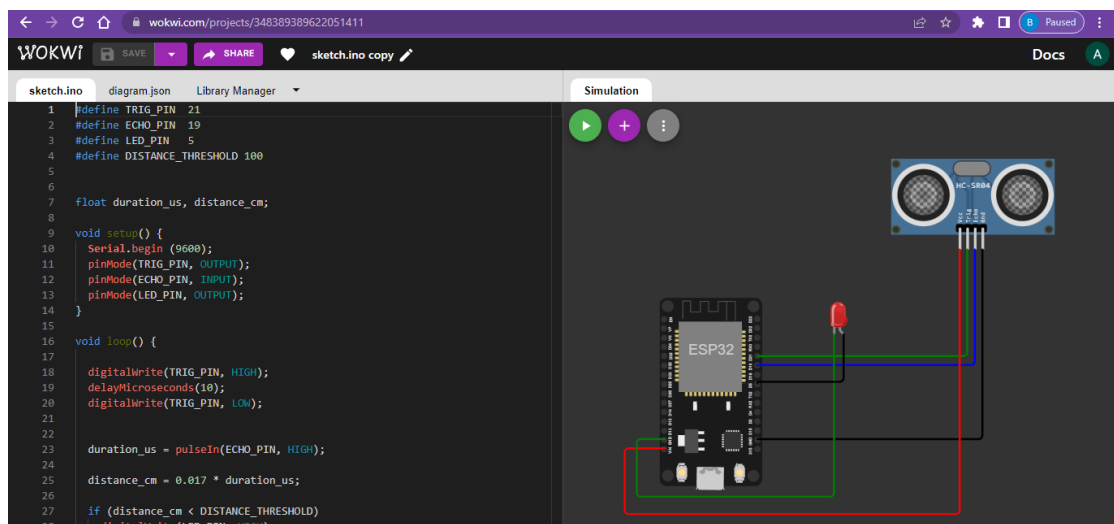 wokwi.com/projects/348389389622051411
B Paused
WOKWi SAVE SHARE sketch.ino copy Docs A
sketch.ino diagram.json Library Manager
1 #define TRIG_PIN 21
2 #define ECHO_PIN 19
3 #define LED_PIN 5
4 #define DISTANCE_THRESHOLD 100
5
6
7 float duration_us, distance_cm;
8
9 void setup() {
10 Serial.begin (9600);
11 pinMode(TRIG_PIN, OUTPUT);
12 pinMode(ECHO_PIN, INPUT);
13 pinMode(LED_PIN, OUTPUT);
14 }
15
16 void loop() {
17
18 digitalWrite(TRIG_PIN, HIGH);
19 delayMicroseconds(10);
20 digitalWrite(TRIG_PIN, LOW);
21
22
23 duration_us = pulseIn(ECHO_PIN, HIGH);
24
25 distance_cm = 0.017 * duration_us;
26
27 if (distance_cm < DISTANCE_THRESHOLD)
Simulation
HC-SR04
Vcc
Trig
Echo
Gnd
ESP32